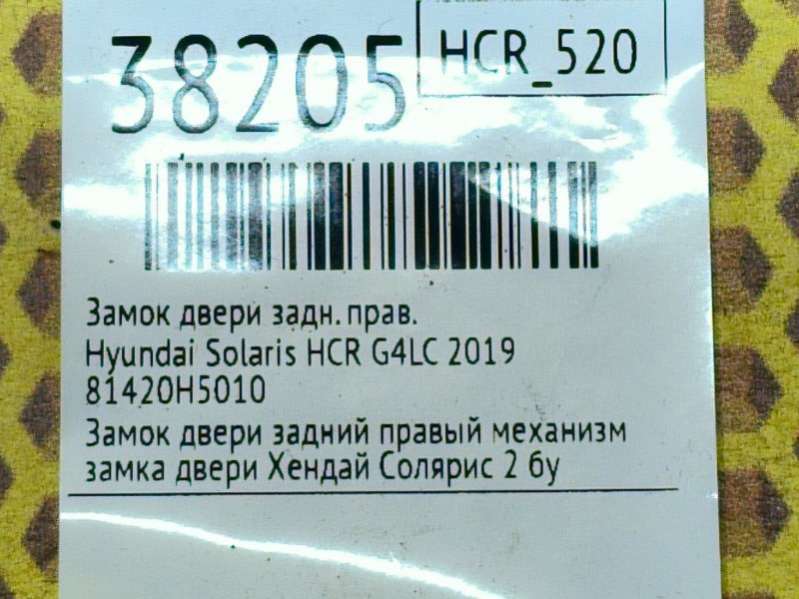 38205
HCR_520
Замок двери задн. прав.
Hyundai Solaris HCR G4LC 2019
81420H5010
Замок двери задний правый механизм
замка двери Хендай Солярис 2 бу